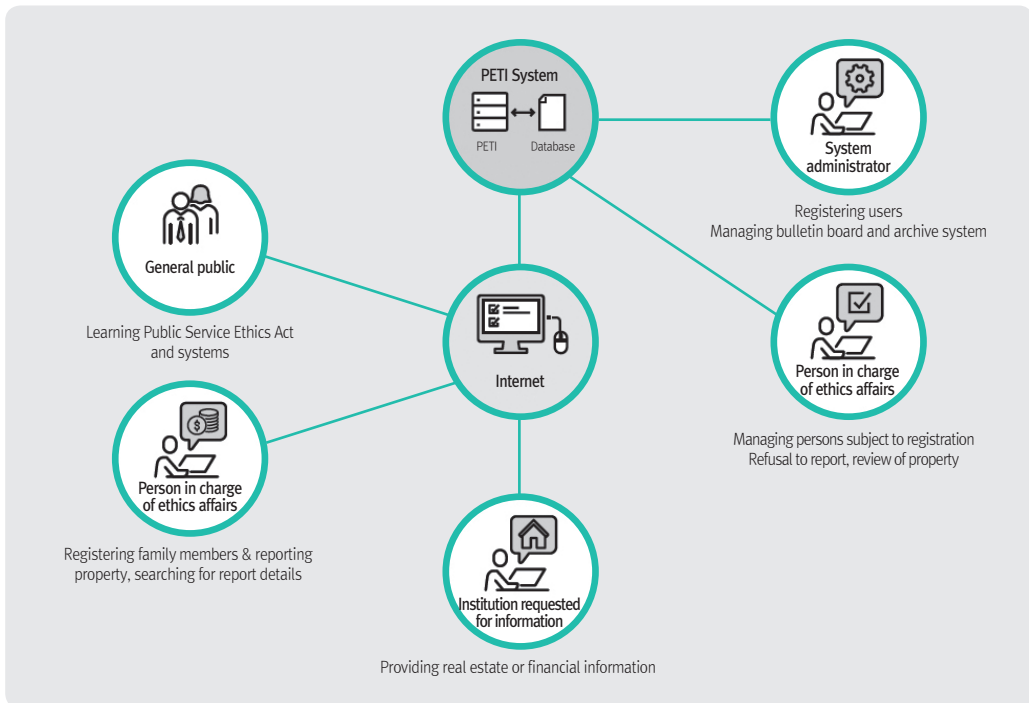 PETI System
PETI
Database
System
administrator
Registering users
Managing bulletin board and archive system
General public
Learning Public Service Ethics Act
and systems
Internet
Person in charge
of ethics affairs
Managing persons subject to registration
Refusal to report, review of property
Person in charge
of ethics affairs
Registering family members & reporting
property, searching for report details
Institution requested
for information
Providing real estate or financial information